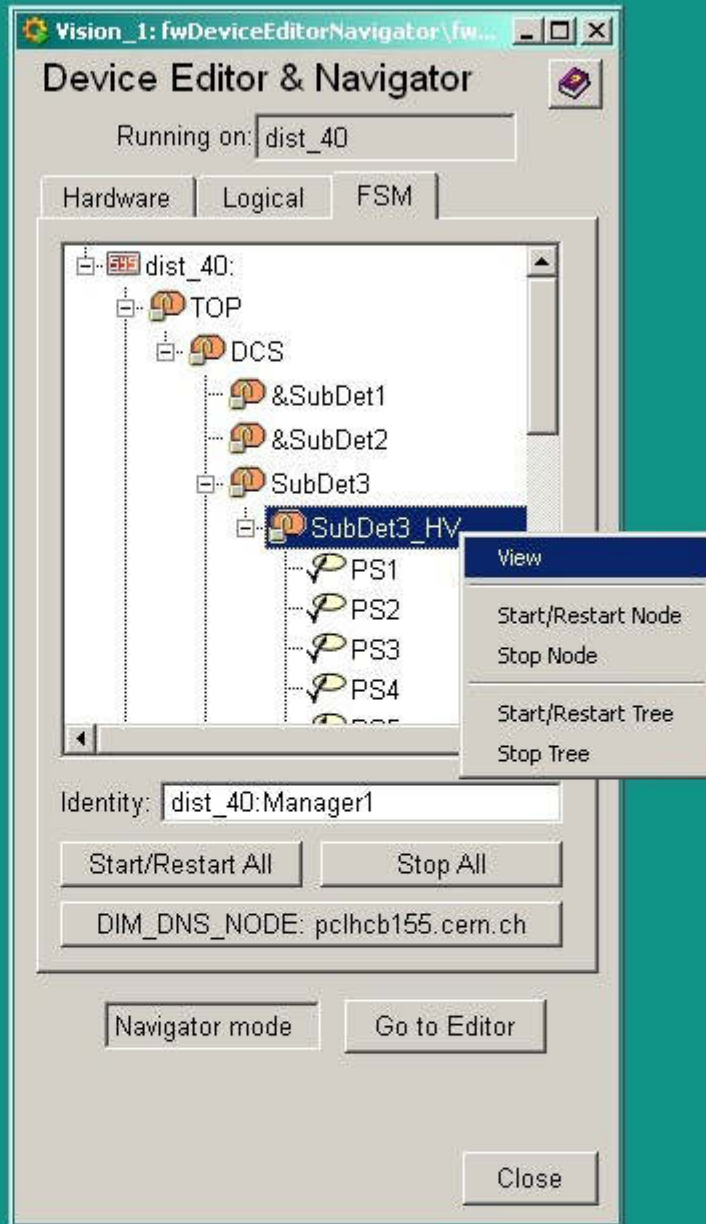 Vision_1: fwDeviceEditorNavigator\fw...
Device Editor & Navigator
Running on: dist_40
Hardware Logical FSM
SYS dist_40:
TOP
DCS
&SubDet1
&SubDet2
SubDet3
SubDet3_HV
PS1
PS2
PS3
PS4
View
Start/Restart Node
Stop Node
Start/Restart Tree
Stop Tree
Identity: dist_40:Manager1
Start/Restart All Stop All
DIM_DNS_NODE: pclhcb155.cern.ch
Navigator mode Go to Editor
Close